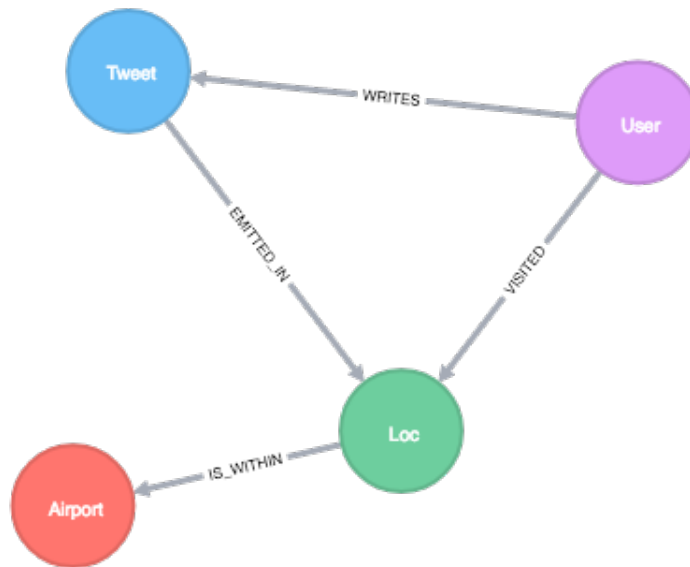 Tweet
WRITES
User
EMITTED_IN
VISITED
Loc
IS_WITHIN
Airport